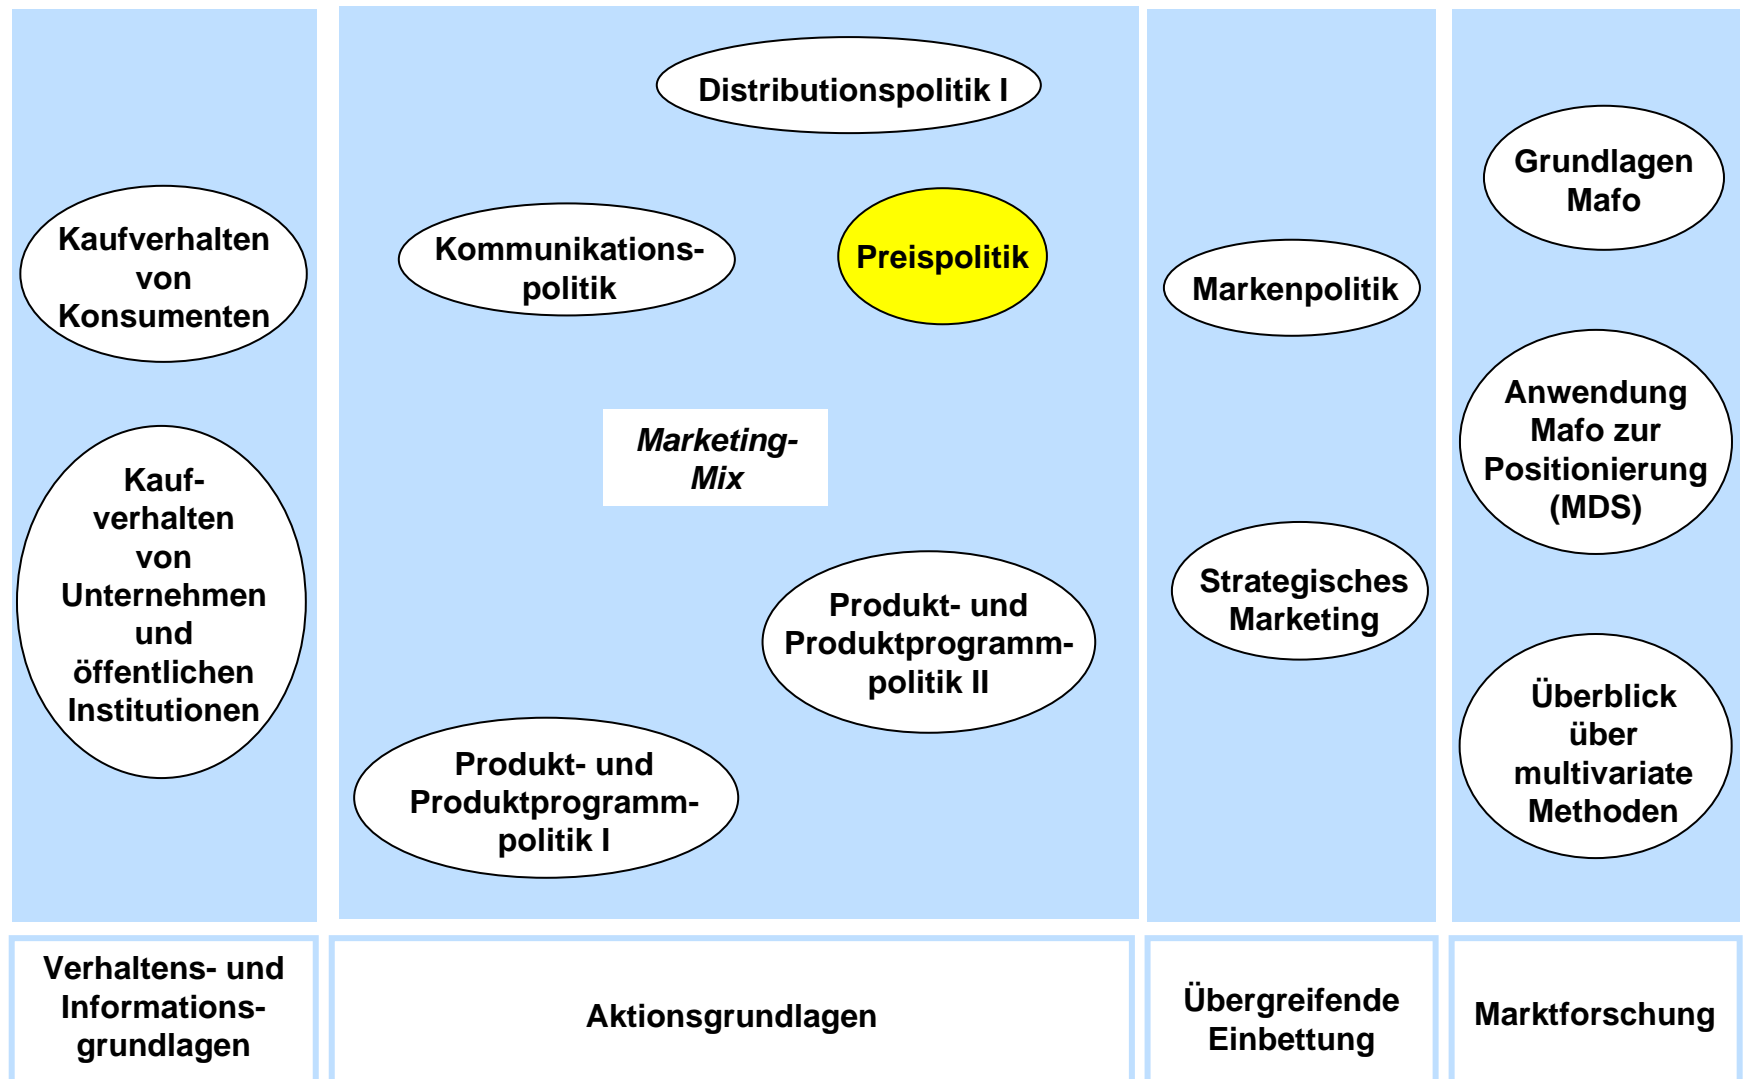 Kaufverhalten
von
Konsumenten
Kauf-
verhalten
von
Unternehmen
und
öffentlichen
Institutionen
Verhaltens- und
Informations-
grundlagen
Distributionspolitik I
Kommunikations-
politik
Preispolitik
Marketing-
Mix
Produkt- und
Produktprogramm-
politik II
Produkt- und
Produktprogramm-
politik I
Aktionsgrundlagen
Markenpolitik
Strategisches
Marketing
Übergreifende
Einbettung
Grundlagen
Mafo
Anwendung
Mafo zur
Positionierung
(MDS)
Überblick
über
multivariate
Methoden
Marktforschung